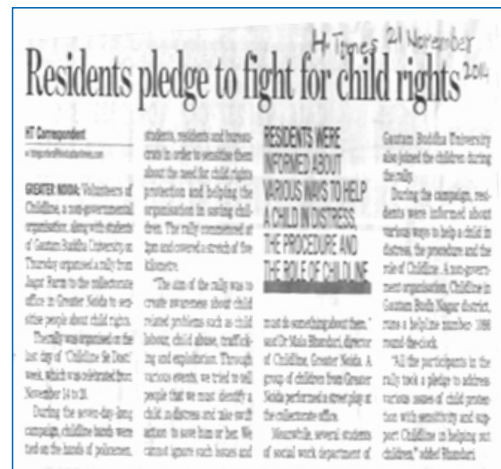 H Times 21 November
2014
Residents pledge to fight for child rights
HT Correspondent
GREATER NOIDA: Volunteers of
Childline, a non-governmental
organisation, along with students
of Gautam Buddha University on
Thursday organised a rally from
Jagat Farm to the collectorate
office in Greater Noida to sen-
sitise people about child rights.
The rally was organised on the
last day of 'Childline Se Dosti'
week, which was celebrated from
November 14 to 20.
During the seven-day-long
campaign, childline bands were
tied on the hands of policemen,
students, residents and bureau-
crats in order to sensitise them
about the need for child rights
protection and helping the
organisation in saving chil-
dren. The rally commenced at
2pm and covered a stretch of five
kilometre.
"The aim of the rally was to
create awareness about child
related problems such as child
labour, child abuse, traffick-
ing and exploitation. Through
various events, we tried to tell
people that we must identify a
child in distress and take swift
action to save him or her. We
cannot ignore such issues and
RESIDENTS WERE
INFORMED ABOUT
VARIOUS WAYS TO HELP
A CHILD IN DISTRESS,
THE PROCEDURE AND
THE ROLE OF CHILDLINE
must do something about them,"
said Dr Mala Bhandari, director
of Childline, Greater Noida. A
group of children from Greater
Noida performed a street play at
the collectorate office.
Meanwhile, several students
of social work department of
Gautam Buddha University
also joined the children during
the rally.
During the campaign, resi-
dents were informed about
various ways to help a child in
distress, the procedure and the
role of Childline. A non-govern-
ment organisation, Childline in
Gautam Budh Nagar district,
runs a helpline number- 1098
round-the-clock.
"All the participants in the
rally took a pledge to address
various issues of child protec-
tion with sensitivity and sup-
port Childline in helping out
children," added Bhandari.